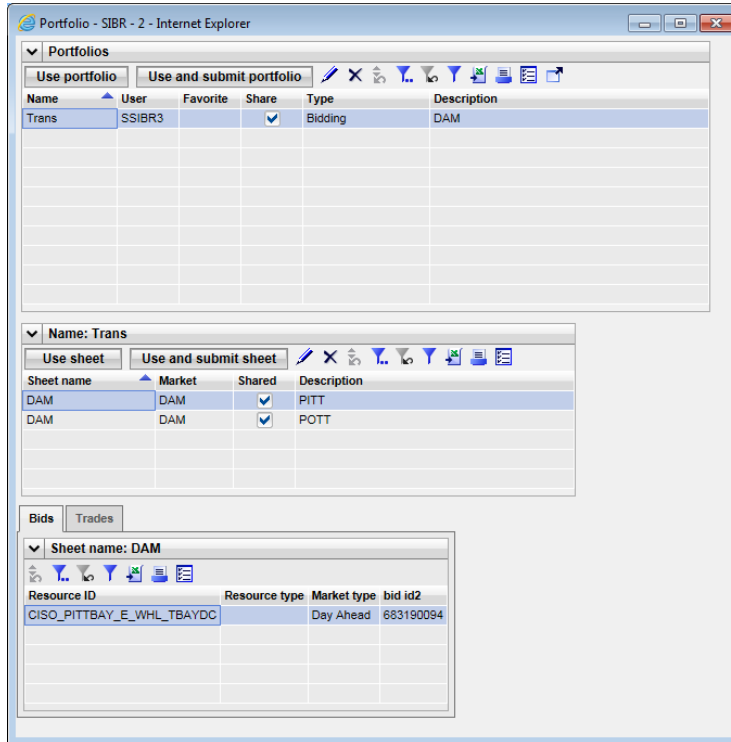 Portfolio - SIBR - 2 - Internet Explorer
Portfolios
Use portfolio Use and submit portfolio
Name User Favorite Share Type Description
Trans SSIBR3 Bidding DAM
Name: Trans
Use sheet Use and submit sheet
Sheet name Market Shared Description
DAM DAM PITT
DAM DAM POTT
Bids Trades
Sheet name: DAM
Resource ID Resource type Market type bid id2
CISO_PITTBAY_E_WHL_TBAYDC Day Ahead 683190094